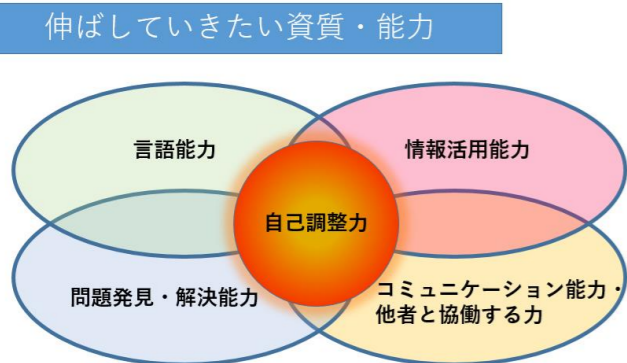 伸ばしていきたい資質・能力
言語能力
情報活用能力
自己調整力
問題発見・解決能力
コミュニケーション能力・
他者と協働する力